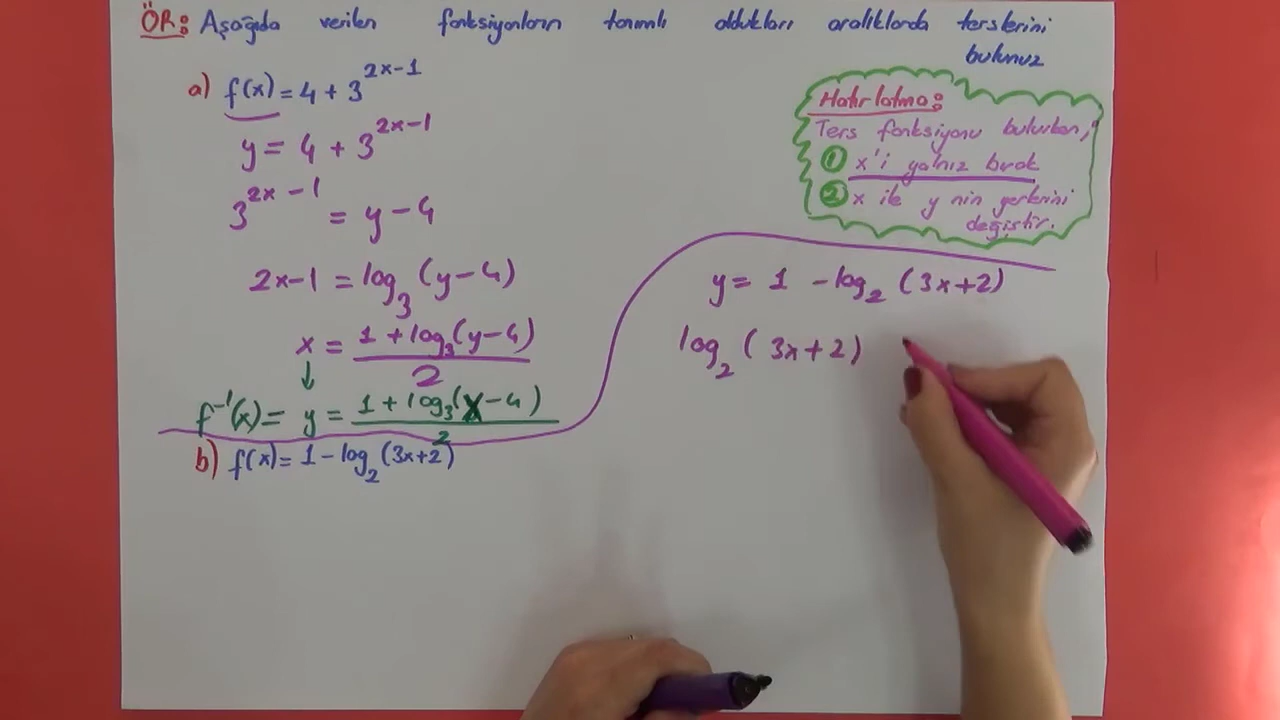 ÖR: Aşağıda verilen fonksiyonların tanımlı oldukları aralıklarda terslerini
bulunuz
a) f(x) = 4 + 3^{2x-1}
y = 4 + 3^{2x-1}
3^{2x-1} = y - 4
2x-1 = log₃(y-4)
x = \frac{1 + log₃(y-4)}{2}
↓
f⁻¹(x) = y = \frac{1 + log₃(x-4)}{2}
b) f(x) = 1 - log₂(3x+2)
Hatırlatma:
Ters fonksiyonu bulurken;
① x'i yalnız bırak
② x ile y nin yerlerini
değiştir.
y = 1 - log₂(3x+2)
log₂(3x+2)